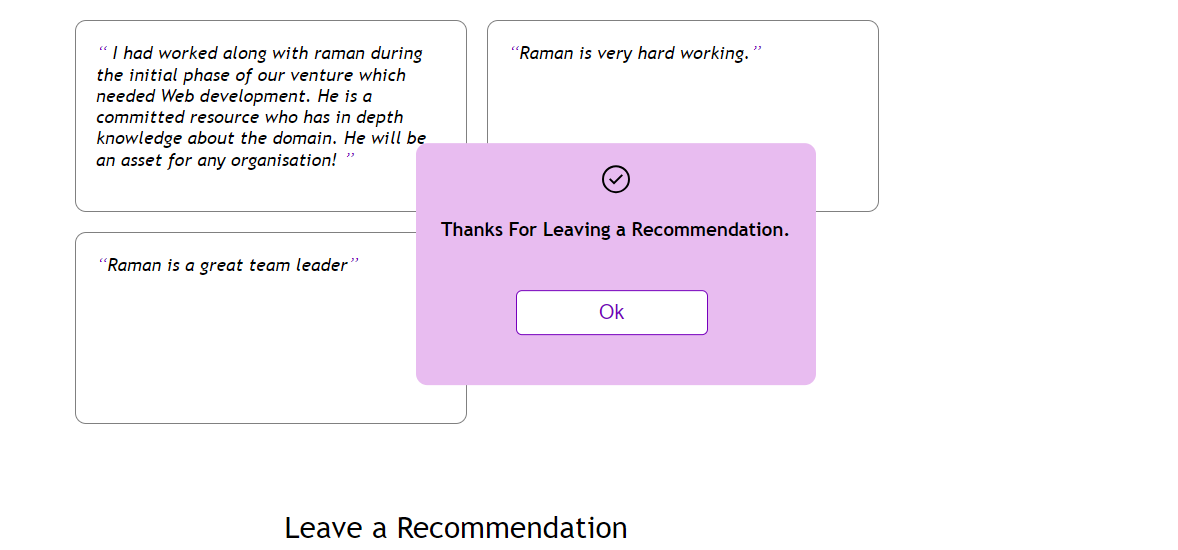 “ I had worked along with raman during
the initial phase of our venture which
needed Web development. He is a
committed resource who has in depth
knowledge about the domain. He will be
an asset for any organisation! ”
“Raman is very hard working.”
Thanks For Leaving a Recommendation.
Ok
“Raman is a great team leader”
Leave a Recommendation